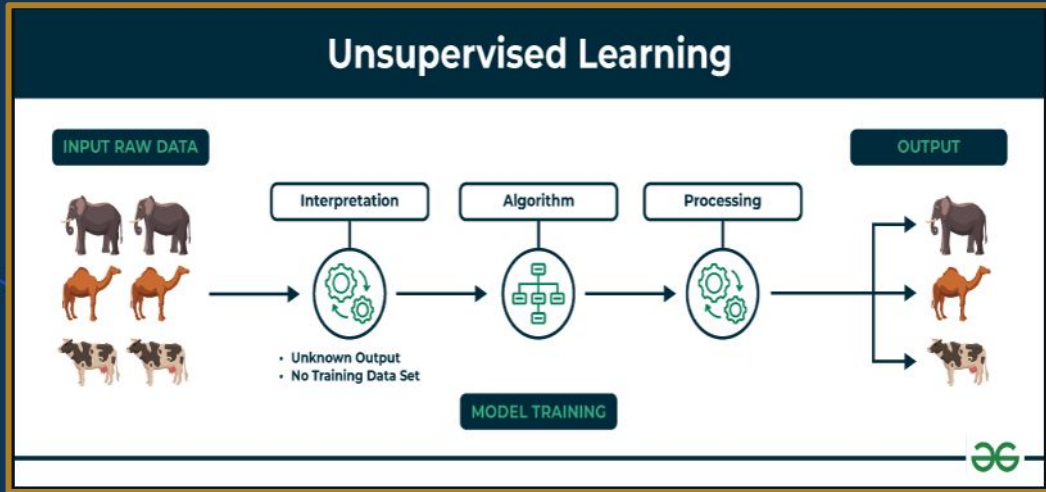 Unsupervised Learning
INPUT RAW DATA
OUTPUT
Interpretation
Algorithm
Processing
• Unknown Output
• No Training Data Set
MODEL TRAINING